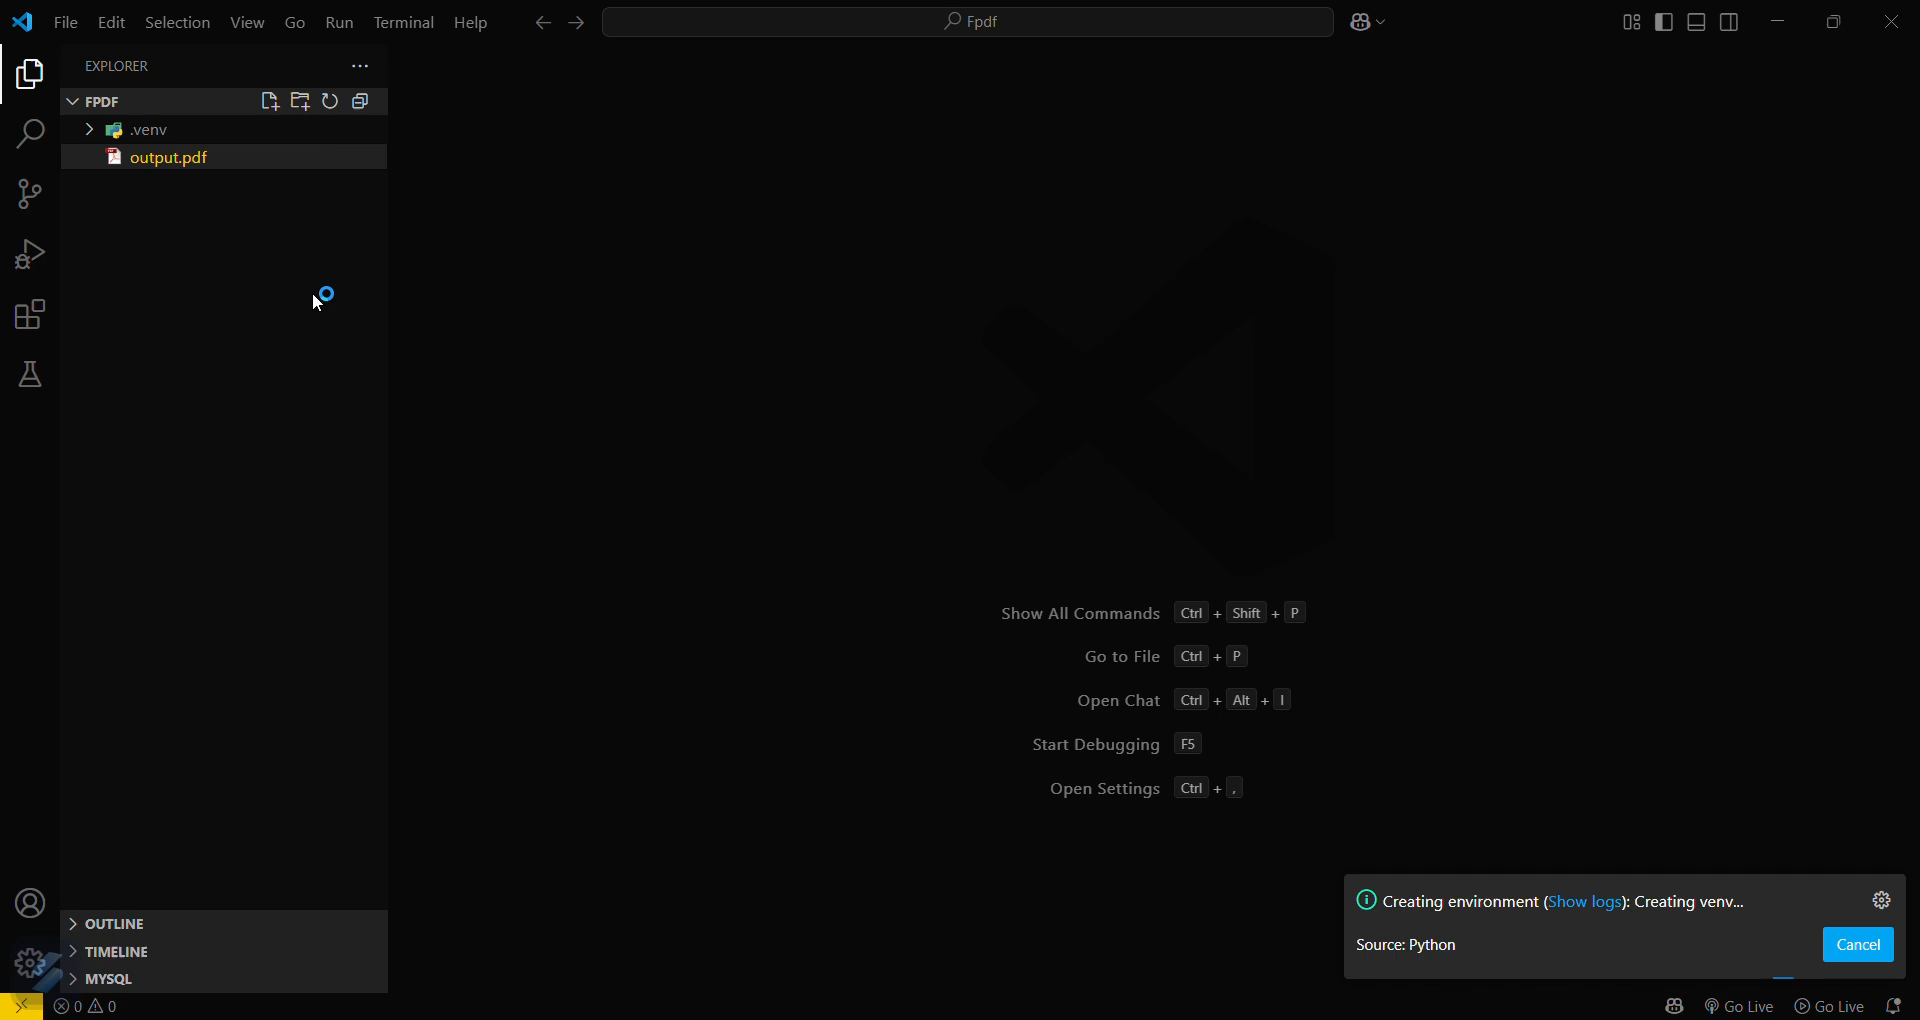 File Edit Selection View Go Run Terminal Help
Fpdf
EXPLORER
FPDF
.venv
output.pdf
Show All Commands Ctrl + Shift + P
Go to File Ctrl + P
Open Chat Ctrl + Alt + I
Start Debugging F5
Open Settings Ctrl + ,
Creating environment (Show logs): Creating venv...
Source: Python
Cancel
OUTLINE
TIMELINE
MYSQL
0 0
Go Live Go Live